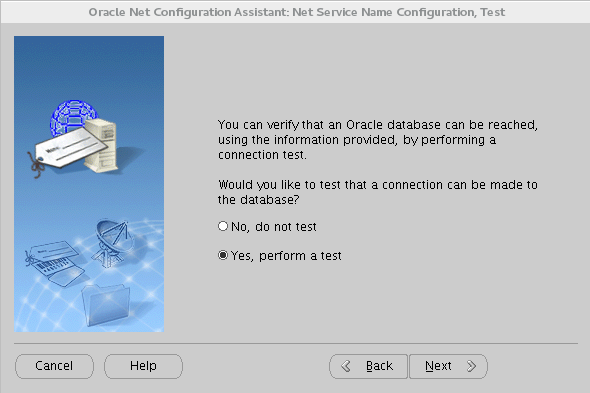 Oracle Net Configuration Assistant: Net Service Name Configuration, Test
You can verify that an Oracle database can be reached,
using the information provided, by performing a
connection test.
Would you like to test that a connection can be made to
the database?
No, do not test
Yes, perform a test
Cancel
Help
Back
Next